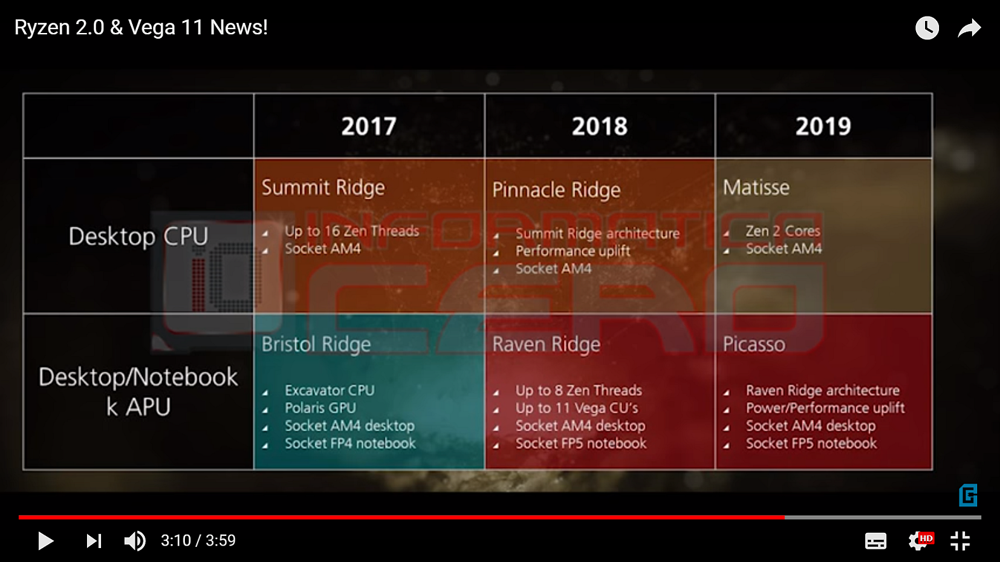 Ryzen 2.0 & Vega 11 News!
2017
2018
2019
Desktop CPU
Summit Ridge
Up to 16 Zen Threads
Socket AM4
Pinnacle Ridge
Summit Ridge architecture
Performance uplift
Socket AM4
Matisse
Zen 2 Cores
Socket AM4
Desktop/Notebook
k APU
Bristol Ridge
Excavator CPU
Polaris GPU
Socket AM4 desktop
Socket FP4 notebook
Raven Ridge
Up to 8 Zen Threads
Up to 11 Vega CU's
Socket AM4 desktop
Socket FP5 notebook
Picasso
Raven Ridge architecture
Power/Performance uplift
Socket AM4 desktop
Socket FP5 notebook
INFORMATICA
CERO
i0
G
3:10 / 3:59
HD